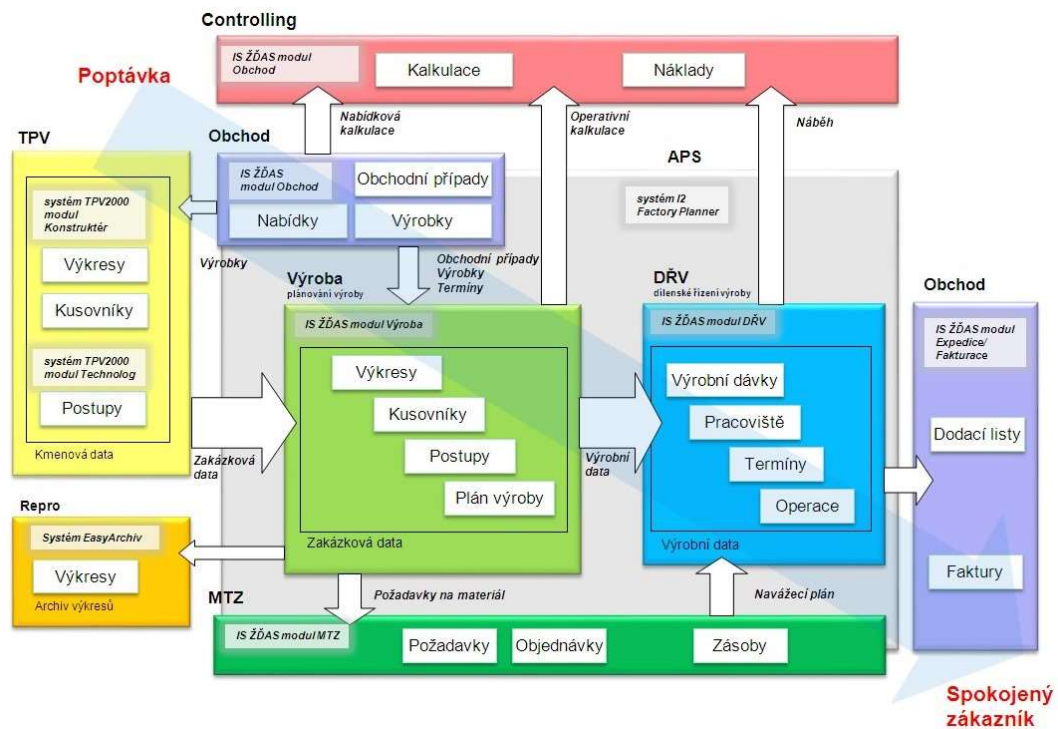 Controlling
IS ŽĎAS modul
Obchod
Kalkulace
Náklady
Poptávka
Nabídková
kalkulace
Operativní
kalkulace
Náběh
TPV
systém TPV2000
modul
Konstruktér
Výkresy
Kusovníky
systém TPV2000
modul Technolog
Postupy
Kmenová data
Obchod
IS ŽĎAS
modul Obchod
Obchodní případy
Nabídky
Výrobky
Výrobky
Obchodní případy
Výrobky
Termíny
APS
systém I2
Factory Planner
Výroba
plánování výroby
IS ŽĎAS modul Výroba
Výkresy
Kusovníky
Postupy
Plán výroby
Zakázková data
Zakázková
data
Výrobní
data
DŘV
dílenské řízení výroby
IS ŽĎAS modul DŘV
Výrobní dávky
Pracoviště
Termíny
Operace
Výrobní data
Obchod
IS ŽĎAS modul
Expedice/
Fakturace
Dodací listy
Faktury
Repro
Systém EasyArchiv
Výkresy
Archiv výkresů
MTZ
Požadavky na materiál
Navážecí plán
IS ŽĎAS modul MTZ
Požadavky
Objednávky
Zásoby
Spokojený
zákazník